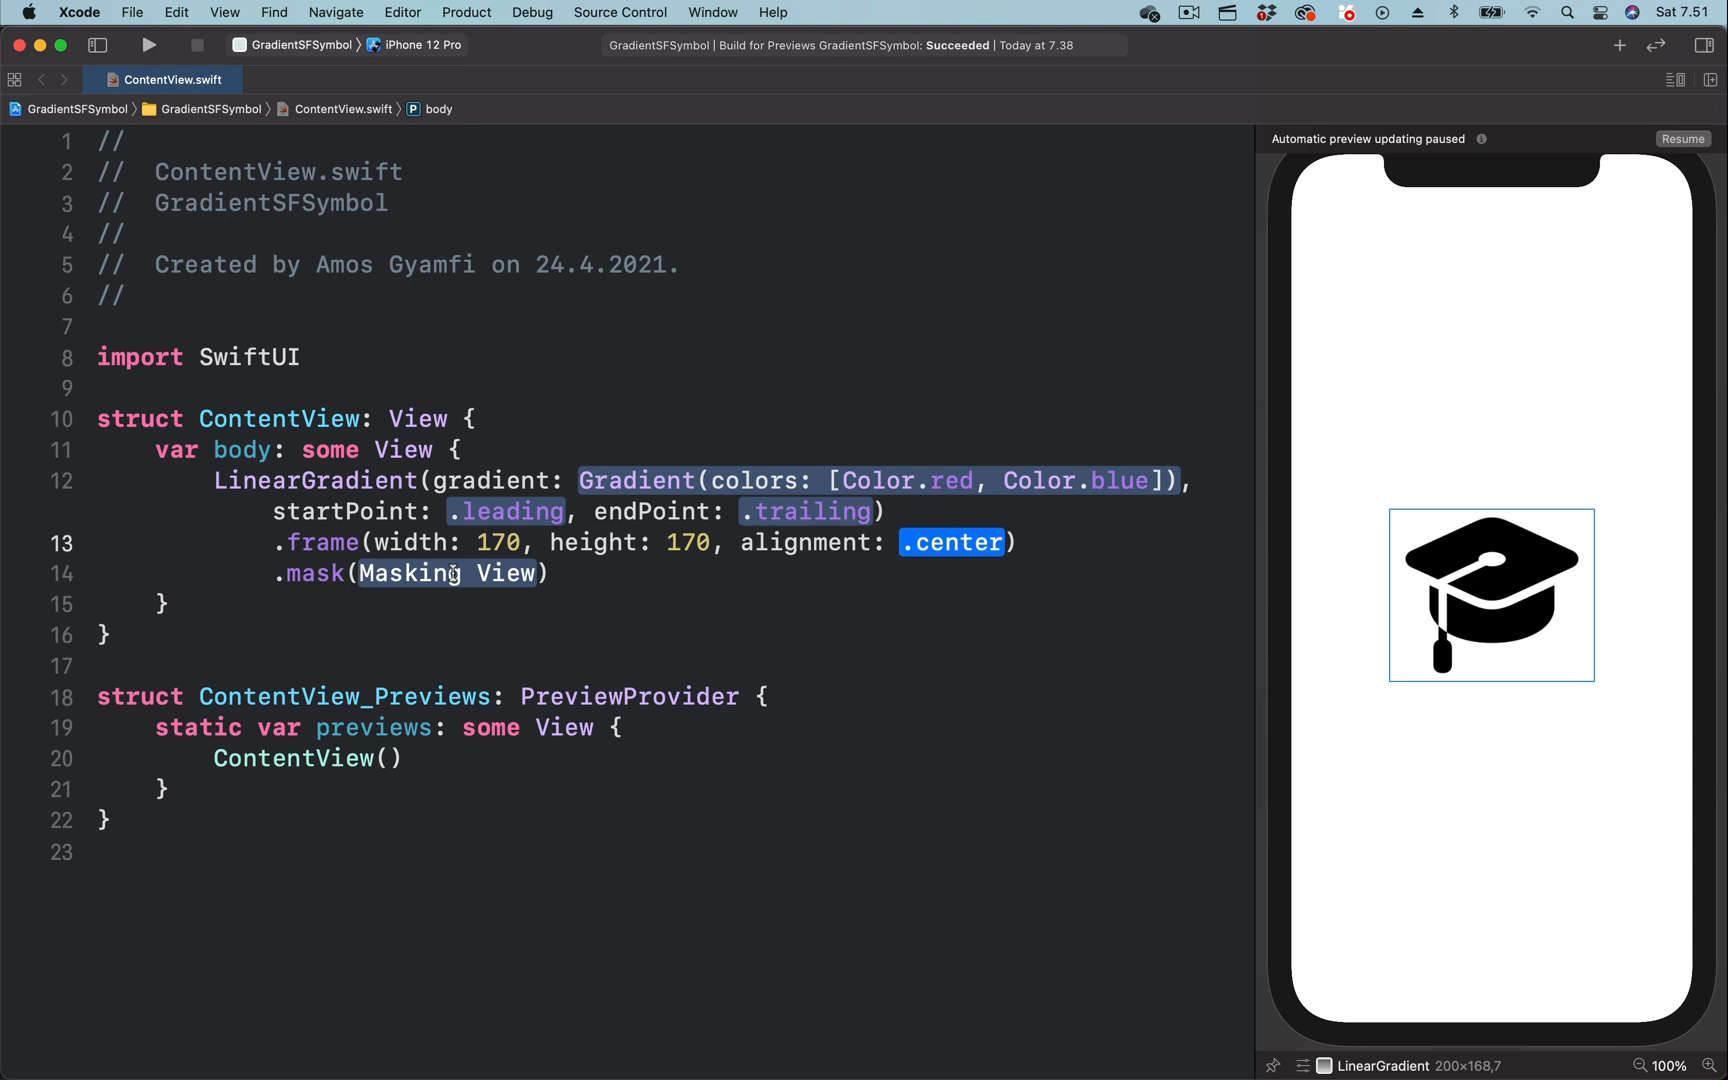 Xcode File Edit View Find Navigate Editor Product Debug Source Control Window Help Sat 7.51
GradientSFSymbol iPhone 12 Pro GradientSFSymbol | Build for Previews GradientSFSymbol: Succeeded | Today at 7.38
ContentView.swift
GradientSFSymbol GradientSFSymbol ContentView.swift P body
Automatic preview updating paused Resume
1 //
2 // ContentView.swift
3 // GradientSFSymbol
4 //
5 // Created by Amos Gyamfi on 24.4.2021.
6 //
7
8 import SwiftUI
9
10 struct ContentView: View {
11 var body: some View {
12 LinearGradient(gradient: Gradient(colors: [Color.red, Color.blue]),
startPoint: .leading, endPoint: .trailing)
13 .frame(width: 170, height: 170, alignment: .center)
14 .mask(Masking View)
15 }
16 }
17
18 struct ContentView_Previews: PreviewProvider {
19 static var previews: some View {
20 ContentView()
21 }
22 }
23
LinearGradient 200×168,7 100%